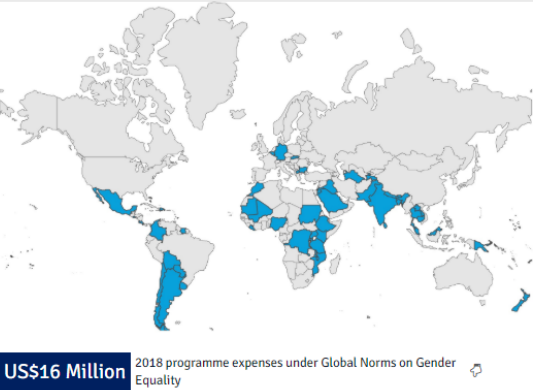 US$16 Million
2018 programme expenses under Global Norms on Gender
Equality